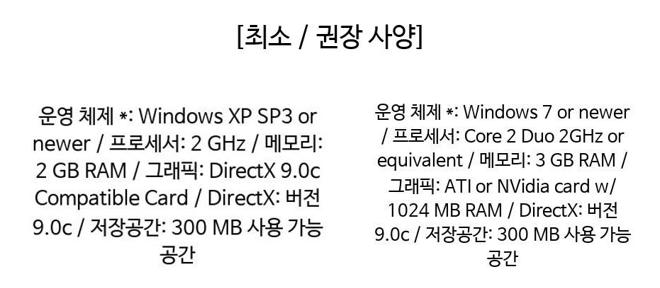 [최소 / 권장 사양]
운영 체제 *: Windows XP SP3 or
newer / 프로세서: 2 GHz / 메모리:
2 GB RAM / 그래픽: DirectX 9.0c
Compatible Card / DirectX: 버전
9.0c / 저장공간: 300 MB 사용 가능
공간
운영 체제 *: Windows 7 or newer
/ 프로세서: Core 2 Duo 2GHz or
equivalent / 메모리: 3 GB RAM /
그래픽: ATI or NVidia card w/
1024 MB RAM / DirectX: 버전
9.0c / 저장공간: 300 MB 사용 가능
공간